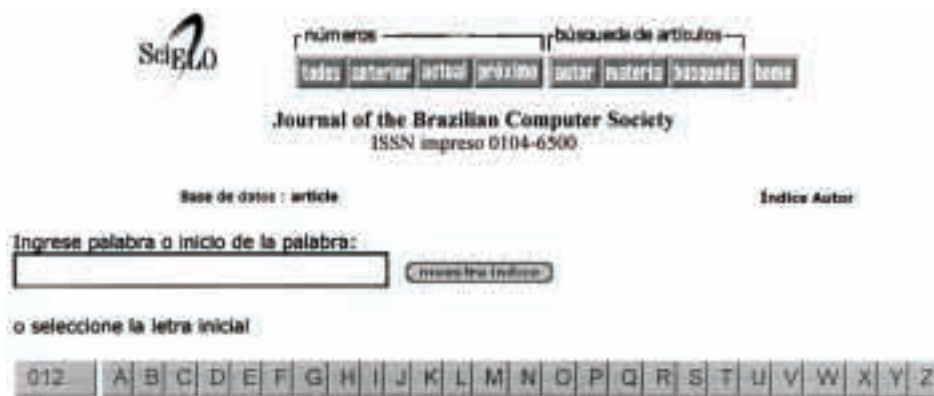 SciELO
números búsqueda de artículos
todos anterior actual próximo autor materia búsqueda home
Journal of the Brazilian Computer Society
ISSN impreso 0104-6500
Base de datos : article Índice Autor
Ingrese palabra o inicio de la palabra:
muestra índice
o seleccione la letra inicial
012... A B C D E F G H I J K L M N O P Q R S T U V W X Y Z